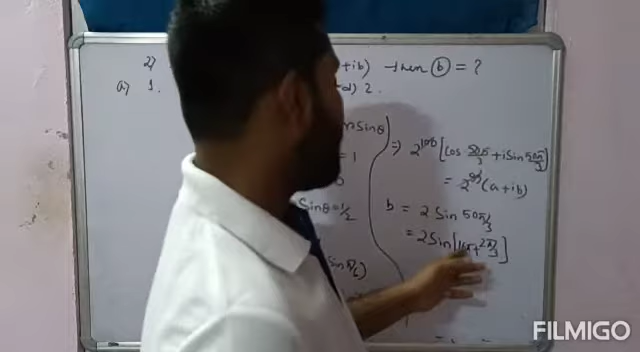 2) +ib) then b = ?
a) 1. d) 2.
sinθ
⇒ 2^100 [cos 50π/3 + i sin 50π/3]
= 1
= 2^99 (a+ib)
sinθ = 1/2
b = 2 sin 50π/3
= 2 sin [16π + 2π/3]
sin π/6)
FILMIGO